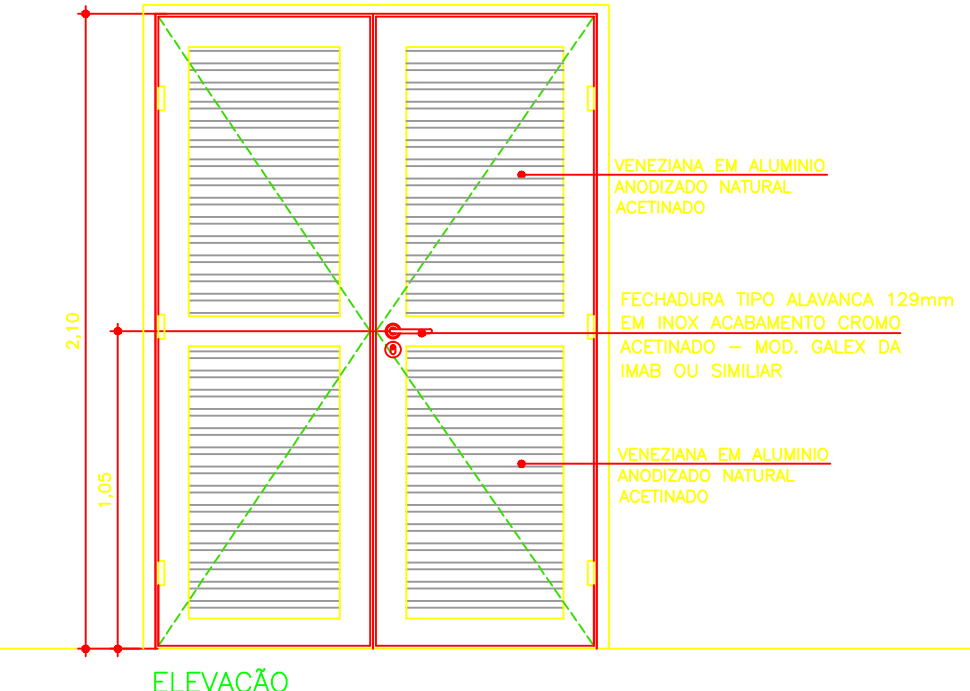 VENEZIANA EM ALUMINIO
ANODIZADO NATURAL
ACETINADO
FECHADURA TIPO ALAVANCA 129mm
EM INOX ACABAMENTO CROMO
ACETINADO – MOD. GALEX DA
IMAB OU SIMILIAR
2,10
VENEZIANA EM ALUMINIO
ANODIZADO NATURAL
ACETINADO
1,05
ELEVAÇÃO